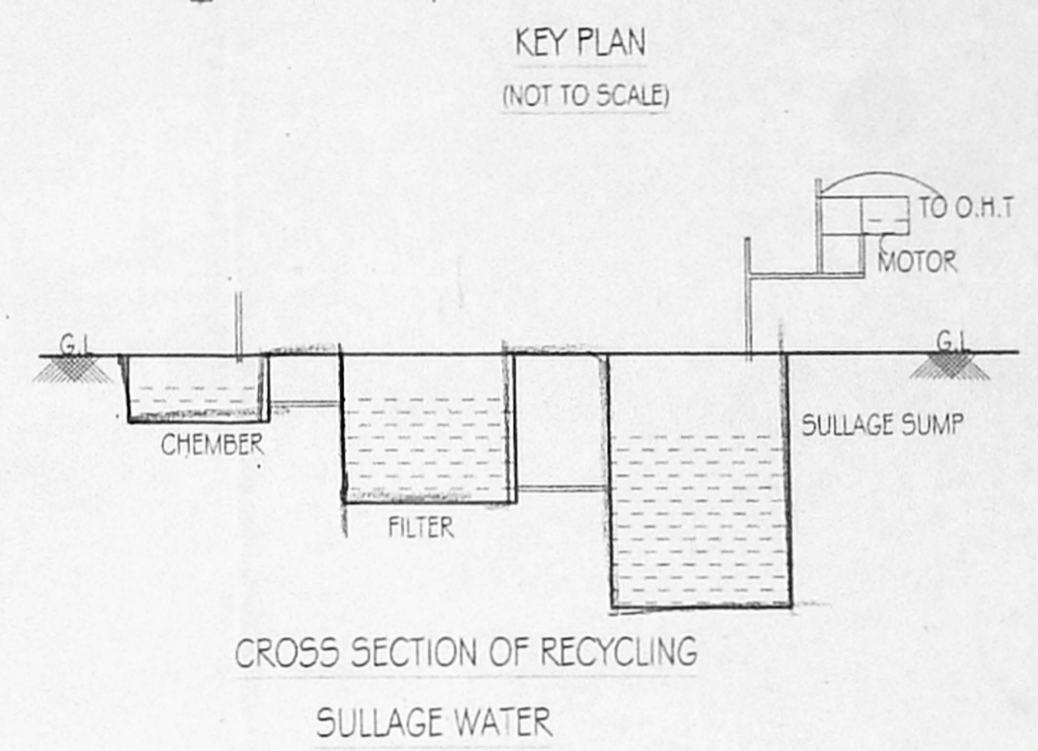 KEY PLAN
(NOT TO SCALE)
TO O.H.T
MOTOR
G.L
G.L
SULLAGE SUMP
CHEMBER
FILTER
CROSS SECTION OF RECYCLING
SULLAGE WATER